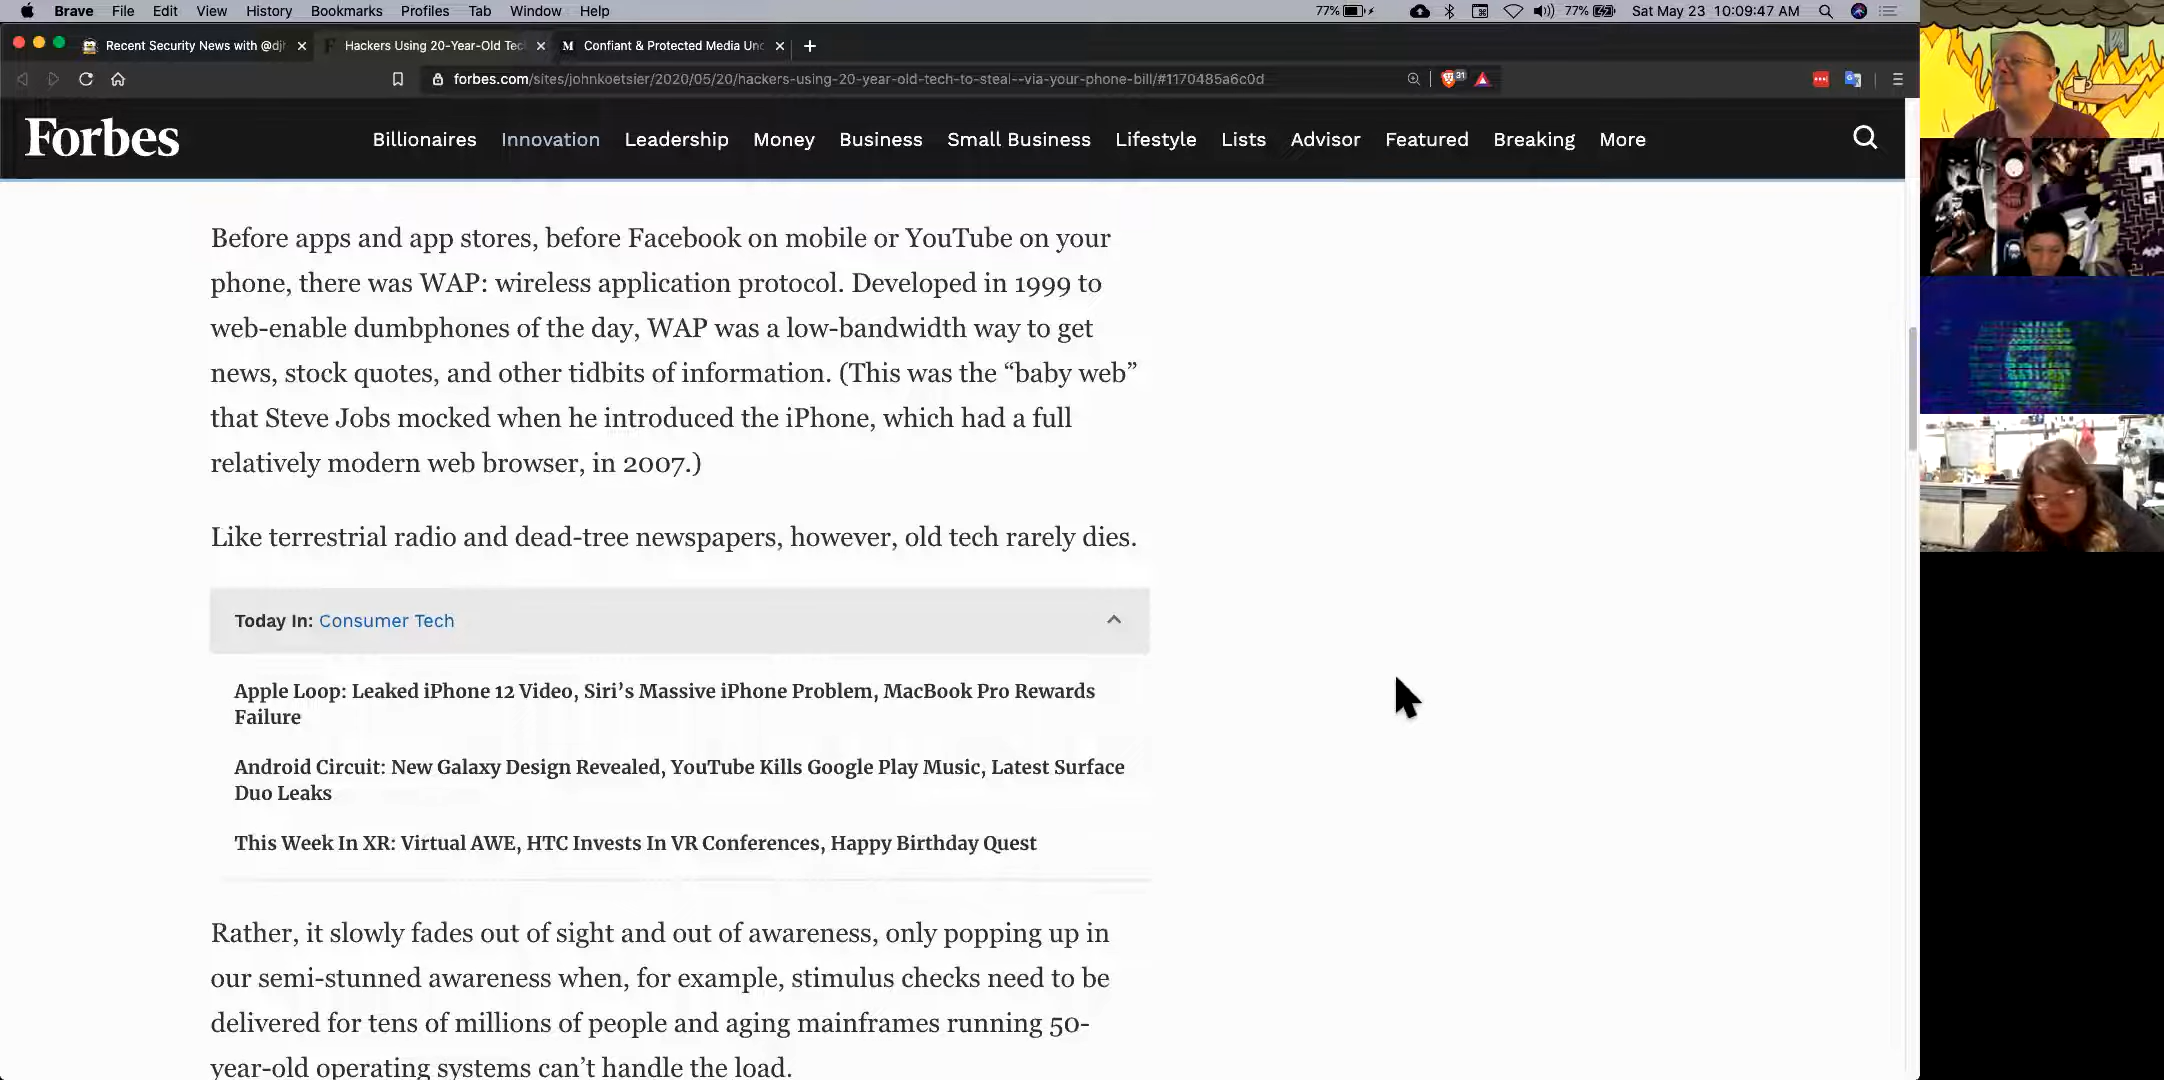 Brave File Edit View History Bookmarks Profiles Tab Window Help 77% 77% Sat May 23 10:09:47 AM
Recent Security News with @djh Hackers Using 20-Year-Old Tec M Confiant & Protected Media Unc
forbes.com/sites/johnkoetsier/2020/05/20/hackers-using-20-year-old-tech-to-steal--via-your-phone-bill/#1170485a6c0d 31
Forbes Billionaires Innovation Leadership Money Business Small Business Lifestyle Lists Advisor Featured Breaking More
Before apps and app stores, before Facebook on mobile or YouTube on your
phone, there was WAP: wireless application protocol. Developed in 1999 to
web-enable dumbphones of the day, WAP was a low-bandwidth way to get
news, stock quotes, and other tidbits of information. (This was the “baby web”
that Steve Jobs mocked when he introduced the iPhone, which had a full
relatively modern web browser, in 2007.)
Like terrestrial radio and dead-tree newspapers, however, old tech rarely dies.
Today In: Consumer Tech
Apple Loop: Leaked iPhone 12 Video, Siri’s Massive iPhone Problem, MacBook Pro Rewards
Failure
Android Circuit: New Galaxy Design Revealed, YouTube Kills Google Play Music, Latest Surface
Duo Leaks
This Week In XR: Virtual AWE, HTC Invests In VR Conferences, Happy Birthday Quest
Rather, it slowly fades out of sight and out of awareness, only popping up in
our semi-stunned awareness when, for example, stimulus checks need to be
delivered for tens of millions of people and aging mainframes running 50-
year-old operating systems can’t handle the load.